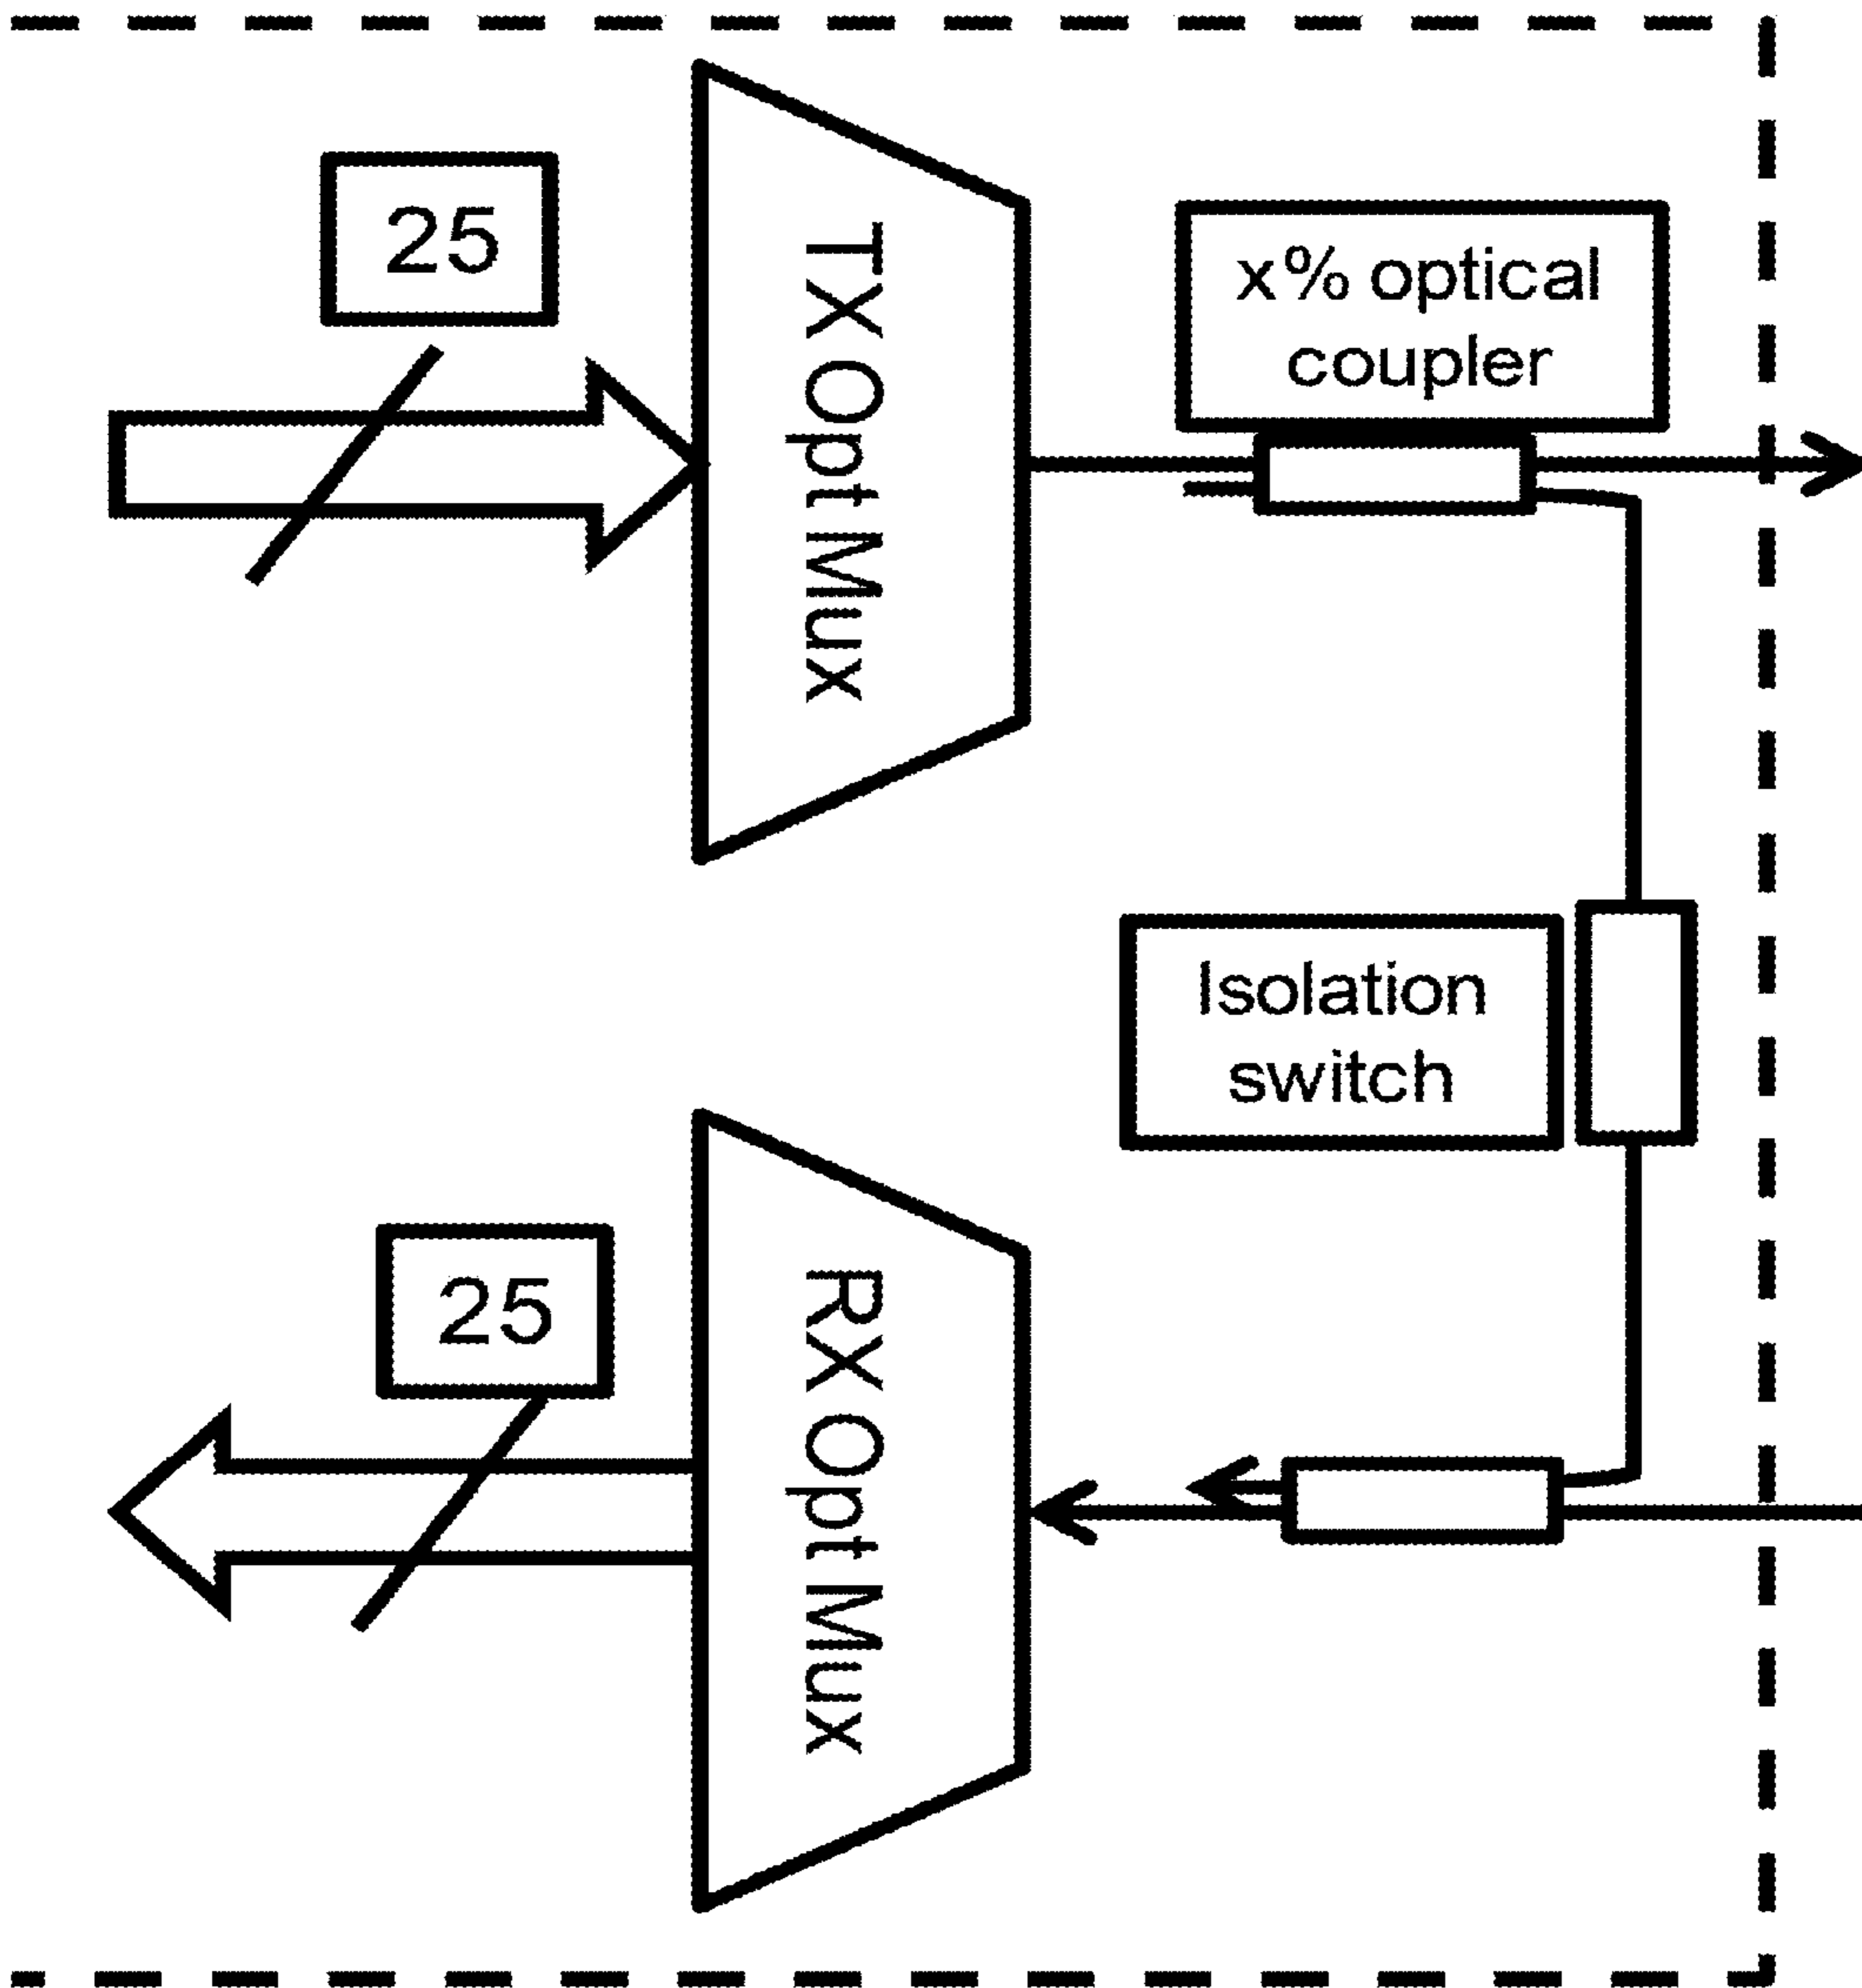 25
TX Opt Mux
x% optical
coupler
Isolation
switch
25
RX Opt Mux